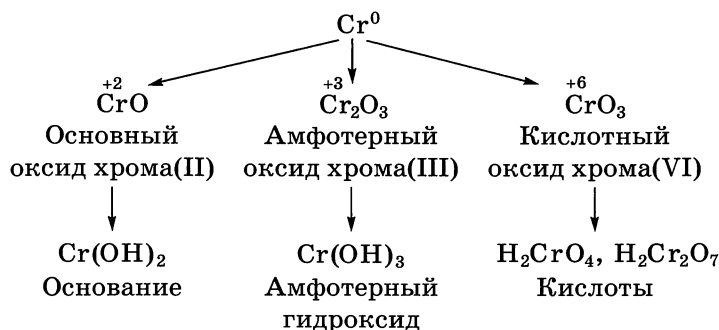 Cr⁰
+2 +3 +6
CrO Cr₂O₃ CrO₃
Основный Амфотерный Кислотный
оксид хрома(II) оксид хрома(III) оксид хрома(VI)
Cr(OH)₂ Cr(OH)₃ H₂CrO₄, H₂Cr₂O₇
Основание Амфотерный Кислоты
гидроксид